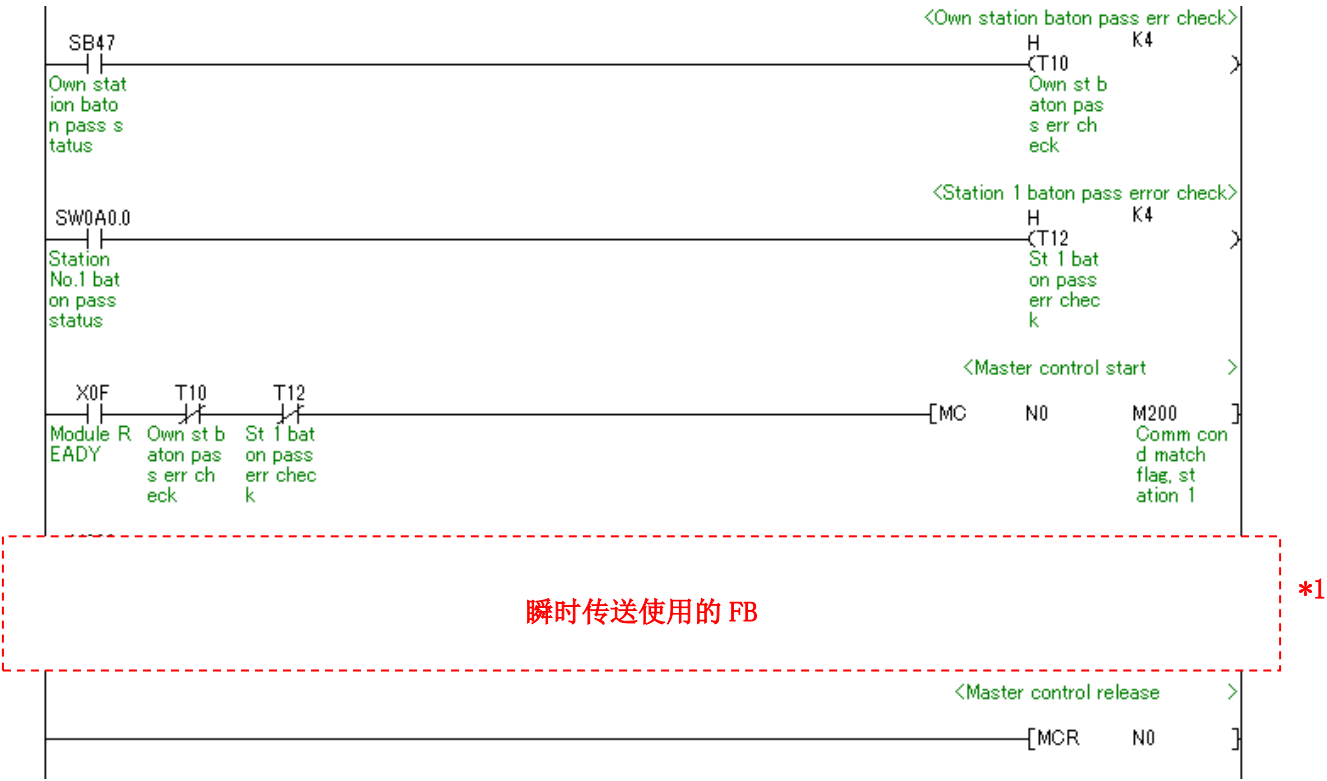 <Own station baton pass err check>
SB47
H K4
(T10 )
Own stat
ion bato
n pass s
tatus
Own st b
aton pas
s err ch
eck
<Station 1 baton pass error check>
SW0A0.0
H K4
(T12 )
Station
No.1 bat
on pass
status
St 1 bat
on pass
err chec
k
<Master control start >
X0F T10 T12
[MC N0 M200 ]
Module R
EADY
Own st b
aton pas
s err ch
eck
St 1 bat
on pass
err chec
k
Comm con
d match
flag, st
ation 1
瞬时传送使用的 FB
*1
<Master control release >
[MCR N0 ]